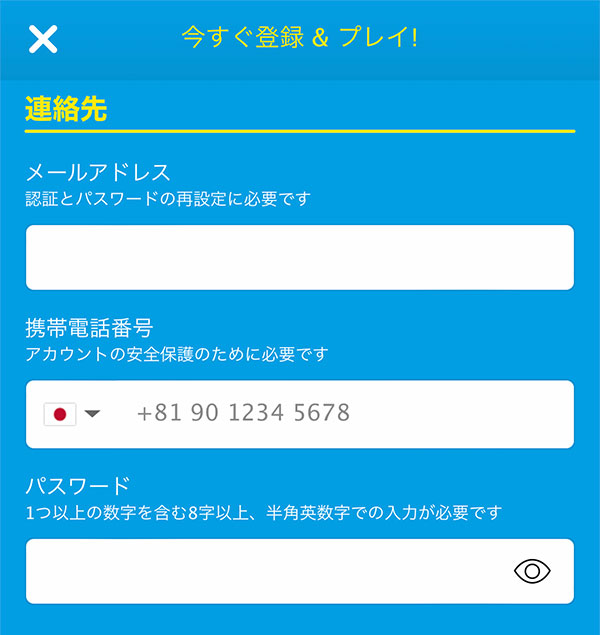 今すぐ登録 & プレイ!
連絡先
メールアドレス
認証とパスワードの再設定に必要です
携帯電話番号
アカウントの安全保護のために必要です
+81 90 1234 5678
パスワード
1つ以上の数字を含む8字以上、半角英数字での入力が必要です